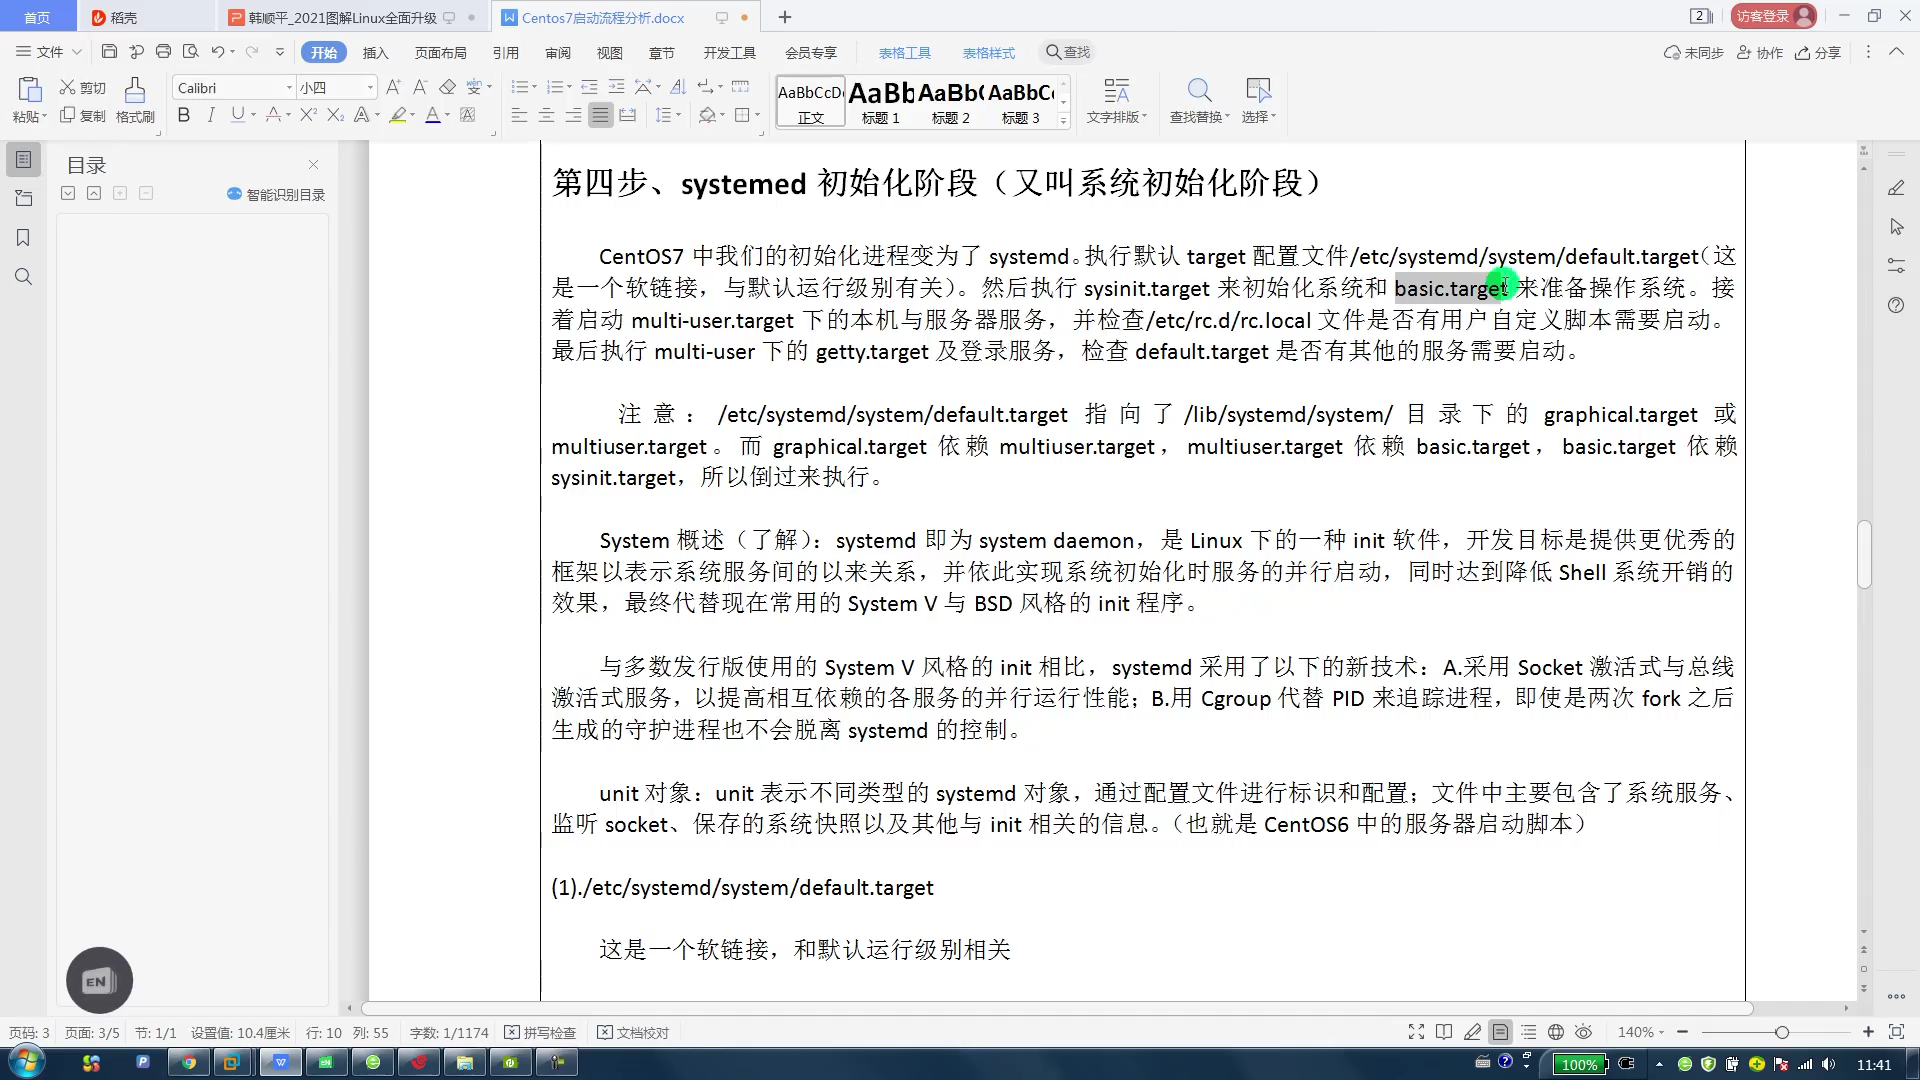 首页
稻壳
韩顺平_2021图解Linux全面升级
Centos7启动流程分析.docx
2
访客登录
文件
开始
插入
页面布局
引用
审阅
视图
章节
开发工具
会员专享
表格工具
表格样式
查找
未同步
协作
分享
粘贴
剪切
复制
格式刷
Calibri
小四
AaBbCcD
正文
AaBb
标题 1
AaBb(
标题 2
AaBbC
标题 3
文字排版
查找替换
选择
目录
智能识别目录
第四步、systemed 初始化阶段（又叫系统初始化阶段）
CentOS7 中我们的初始化进程变为了 systemd。执行默认 target 配置文件/etc/systemd/system/default.target（这
是一个软链接，与默认运行级别有关）。然后执行 sysinit.target 来初始化系统和 basic.target 来准备操作系统。接
着启动 multi-user.target 下的本机与服务器服务，并检查/etc/rc.d/rc.local 文件是否有用户自定义脚本需要启动。
最后执行 multi-user 下的 getty.target 及登录服务，检查 default.target 是否有其他的服务需要启动。
注意：/etc/systemd/system/default.target 指向了/lib/systemd/system/目录下的 graphical.target 或
multiuser.target。而 graphical.target 依赖 multiuser.target，multiuser.target 依赖 basic.target，basic.target 依赖
sysinit.target，所以倒过来执行。
System 概述（了解）：systemd 即为 system daemon，是 Linux 下的一种 init 软件，开发目标是提供更优秀的
框架以表示系统服务间的以来关系，并依此实现系统初始化时服务的并行启动，同时达到降低 Shell 系统开销的
效果，最终代替现在常用的 System V 与 BSD 风格的 init 程序。
与多数发行版使用的 System V 风格的 init 相比，systemd 采用了以下的新技术：A.采用 Socket 激活式与总线
激活式服务，以提高相互依赖的各服务的并行运行性能；B.用 Cgroup 代替 PID 来追踪进程，即使是两次 fork 之后
生成的守护进程也不会脱离 systemd 的控制。
unit 对象：unit 表示不同类型的 systemd 对象，通过配置文件进行标识和配置；文件中主要包含了系统服务、
监听 socket、保存的系统快照以及其他与 init 相关的信息。（也就是 CentOS6 中的服务器启动脚本）
(1)./etc/systemd/system/default.target
这是一个软链接，和默认运行级别相关
EN
页码: 3
页面: 3/5
节: 1/1
设置值: 10.4厘米
行: 10
列: 55
字数: 1/1174
拼写检查
文档校对
140%
100%
11:41